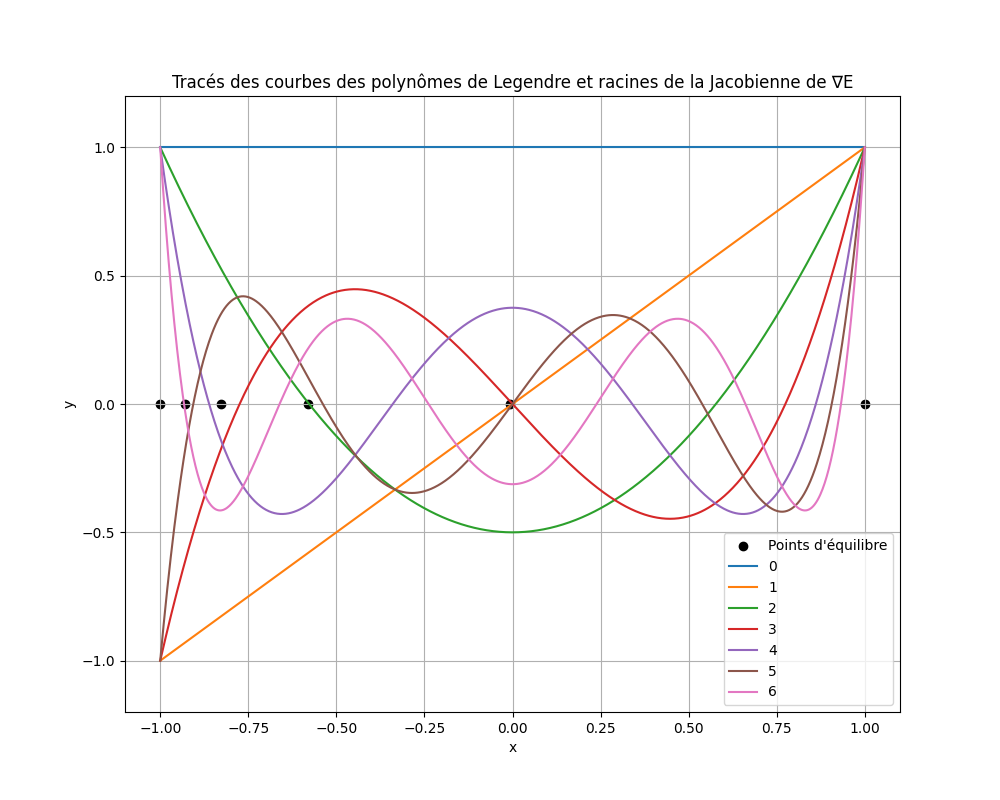 Tracés des courbes des polynômes de Legendre et racines de la Jacobienne de ∇E
1.0
0.5
0.0
−0.5
−1.0
y
−1.00 −0.75 −0.50 −0.25 0.00 0.25 0.50 0.75 1.00
x
Points d'équilibre
0
1
2
3
4
5
6